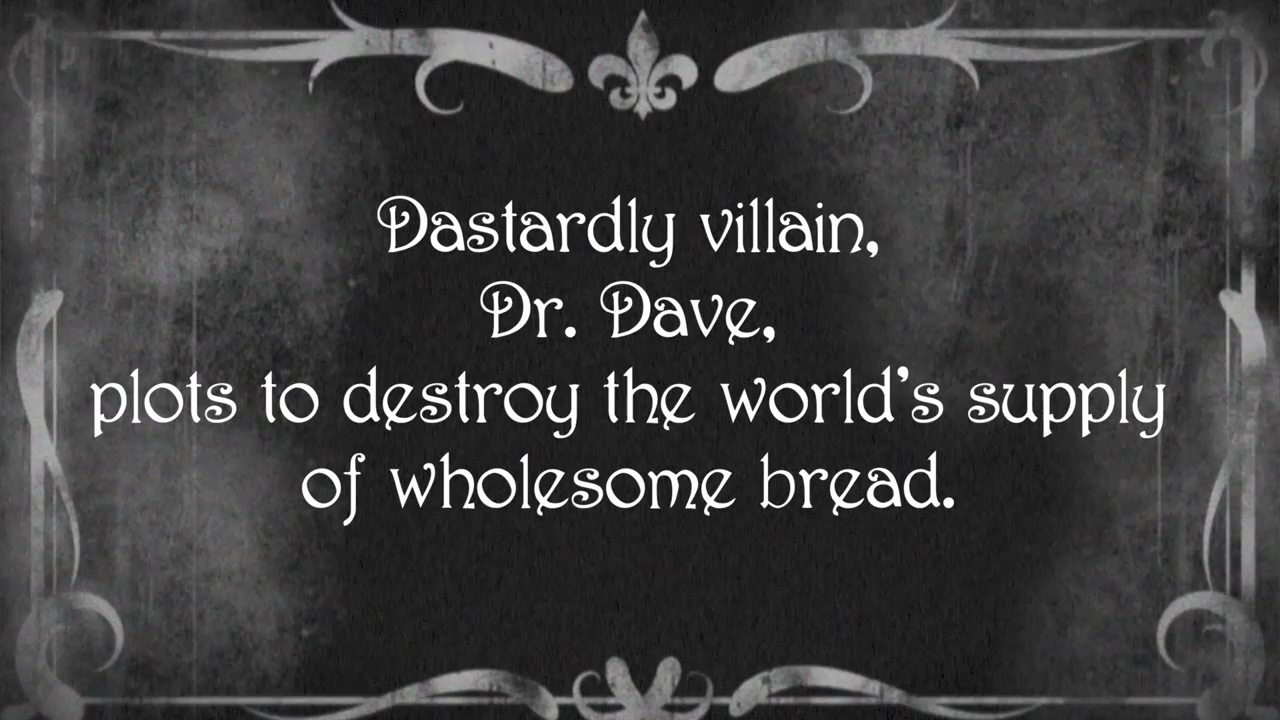 Dastardly villain,
Dr. Dave,
plots to destroy the world's supply
of wholesome bread.